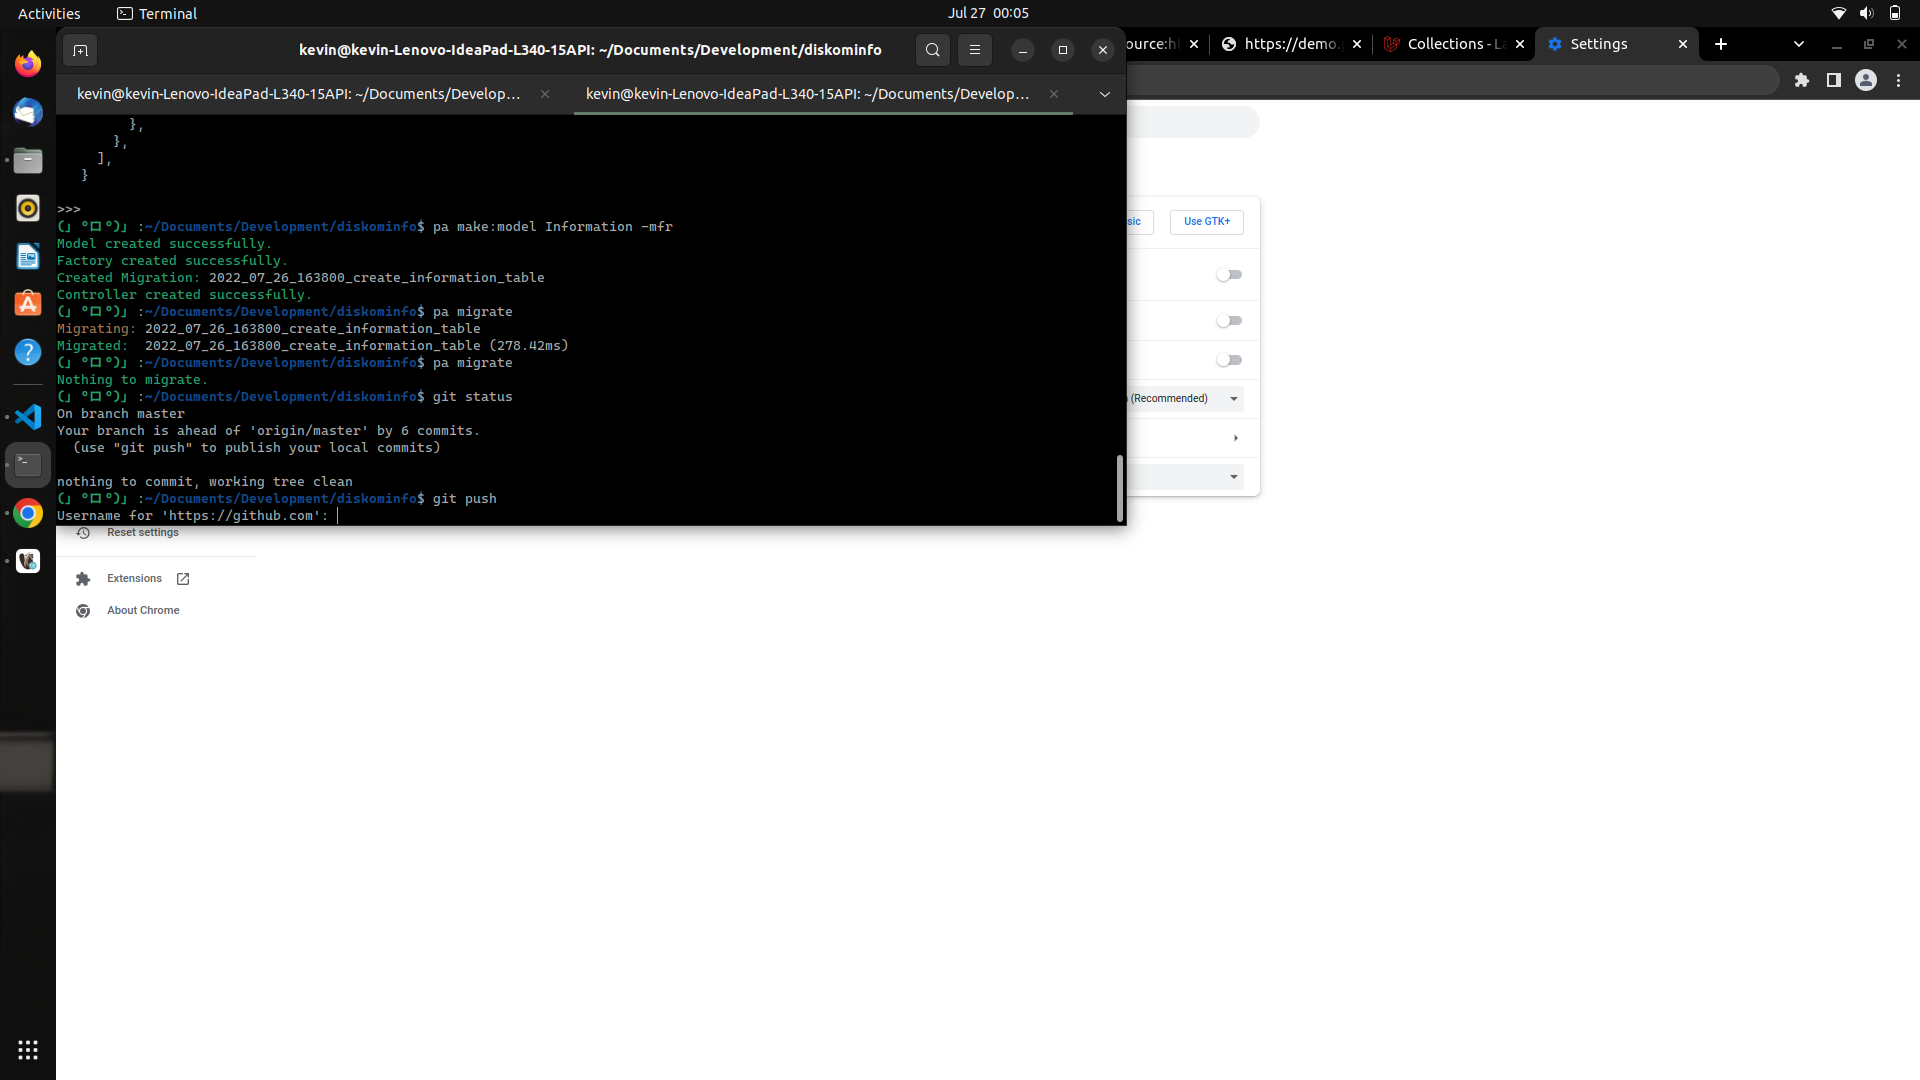 Activities
Terminal
Jul 27 00:05
kevin@kevin-Lenovo-IdeaPad-L340-15API: ~/Documents/Development/diskominfo
ource:h
https://demo.
Collections - La
Settings
kevin@kevin-Lenovo-IdeaPad-L340-15API: ~/Documents/Develop…
kevin@kevin-Lenovo-IdeaPad-L340-15API: ~/Documents/Develop…
},
},
],
}
>>>
(」゜ロ゜)」 :~/Documents/Development/diskominfo$ pa make:model Information -mfr
Model created successfully.
Factory created successfully.
Created Migration: 2022_07_26_163800_create_information_table
Controller created successfully.
(」゜ロ゜)」 :~/Documents/Development/diskominfo$ pa migrate
Migrating: 2022_07_26_163800_create_information_table
Migrated:  2022_07_26_163800_create_information_table (278.42ms)
(」゜ロ゜)」 :~/Documents/Development/diskominfo$ pa migrate
Nothing to migrate.
(」゜ロ゜)」 :~/Documents/Development/diskominfo$ git status
On branch master
Your branch is ahead of 'origin/master' by 6 commits.
(use "git push" to publish your local commits)
nothing to commit, working tree clean
(」゜ロ゜)」 :~/Documents/Development/diskominfo$ git push
Username for 'https://github.com':
sic
Use GTK+
(Recommended)
Reset settings
Extensions
About Chrome